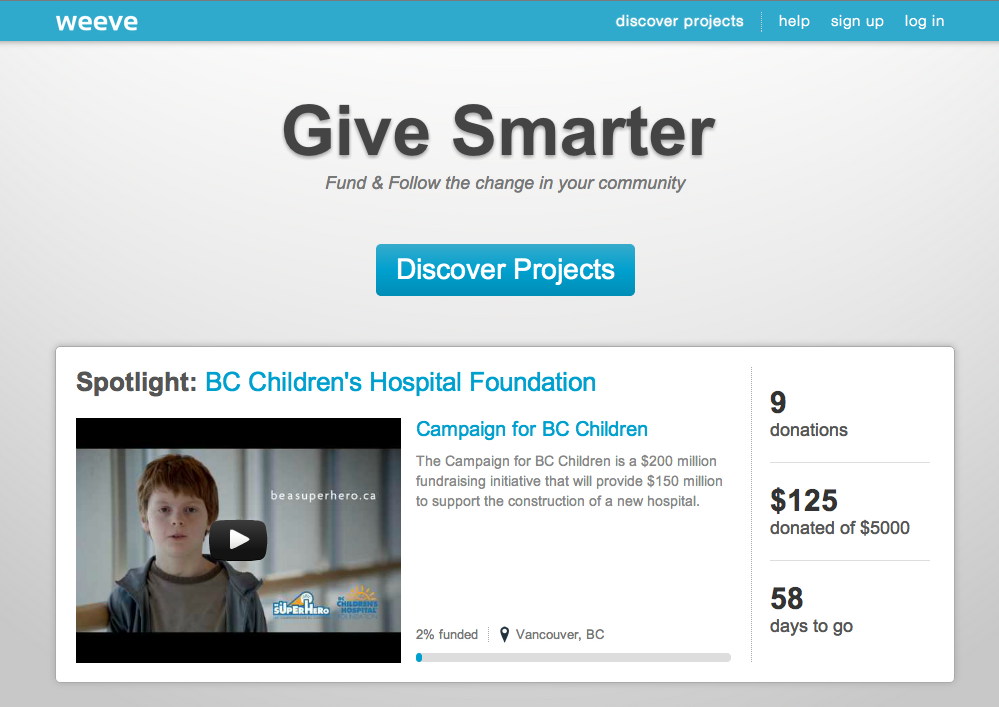 weeve
discover projects
help
sign up
log in
Give Smarter
Fund & Follow the change in your community
Discover Projects
Spotlight: BC Children's Hospital Foundation
beasuperhero.ca
BE A
SUPERHERO
BC
CHILDREN'S
HOSPITAL
FOUNDATION
Campaign for BC Children
The Campaign for BC Children is a $200 million
fundraising initiative that will provide $150 million
to support the construction of a new hospital.
2% funded
Vancouver, BC
9
donations
$125
donated of $5000
58
days to go